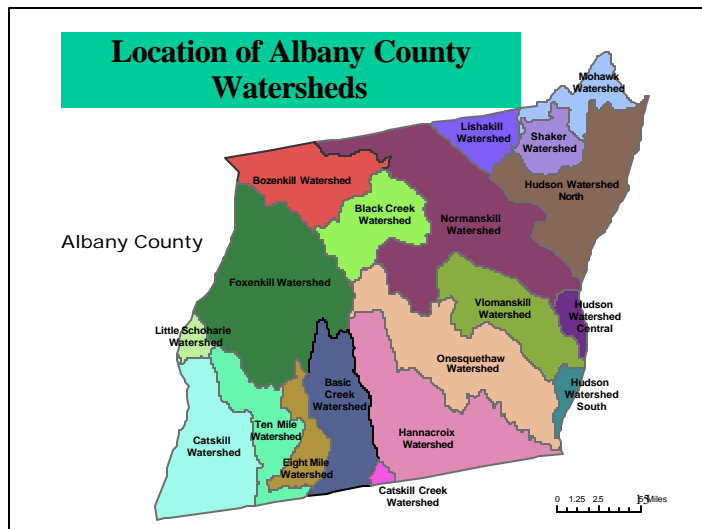 Location of Albany County
Watersheds
Mohawk
Watershed
Lishakill
Watershed
Shaker
Watershed
Bozenkill Watershed
Hudson Watershed
North
Black Creek
Watershed
Normanskill
Watershed
Albany County
Foxenkill Watershed
Vlomanskill
Watershed
Hudson
Watershed
Central
Little Schoharie
Watershed
Onesquethaw
Watershed
Basic
Creek
Watershed
Hudson
Watershed
South
Ten Mile
Watershed
Catskill
Watershed
Hannacroix
Watershed
Eight Mile
Watershed
Catskill Creek
Watershed
0 1.25 2.5 Miles